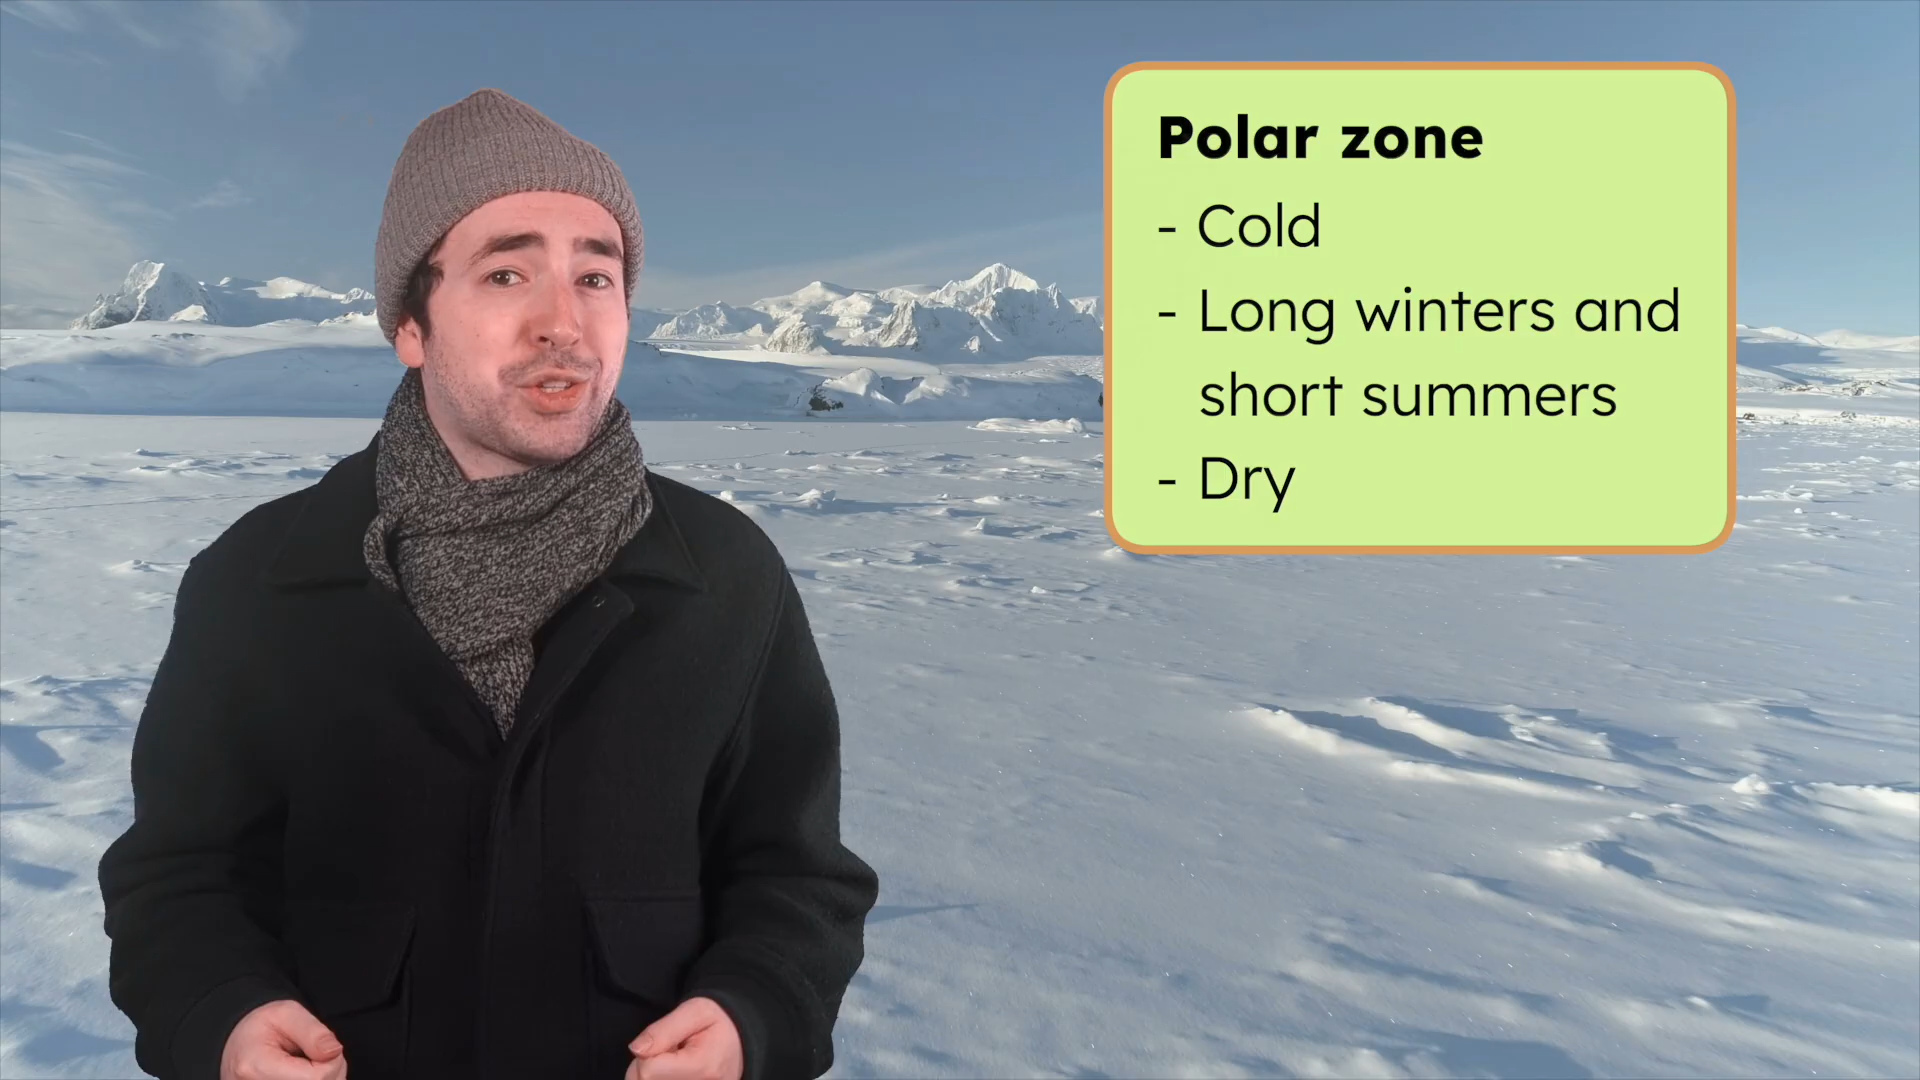 Polar zone
- Cold
- Long winters and
short summers
- Dry